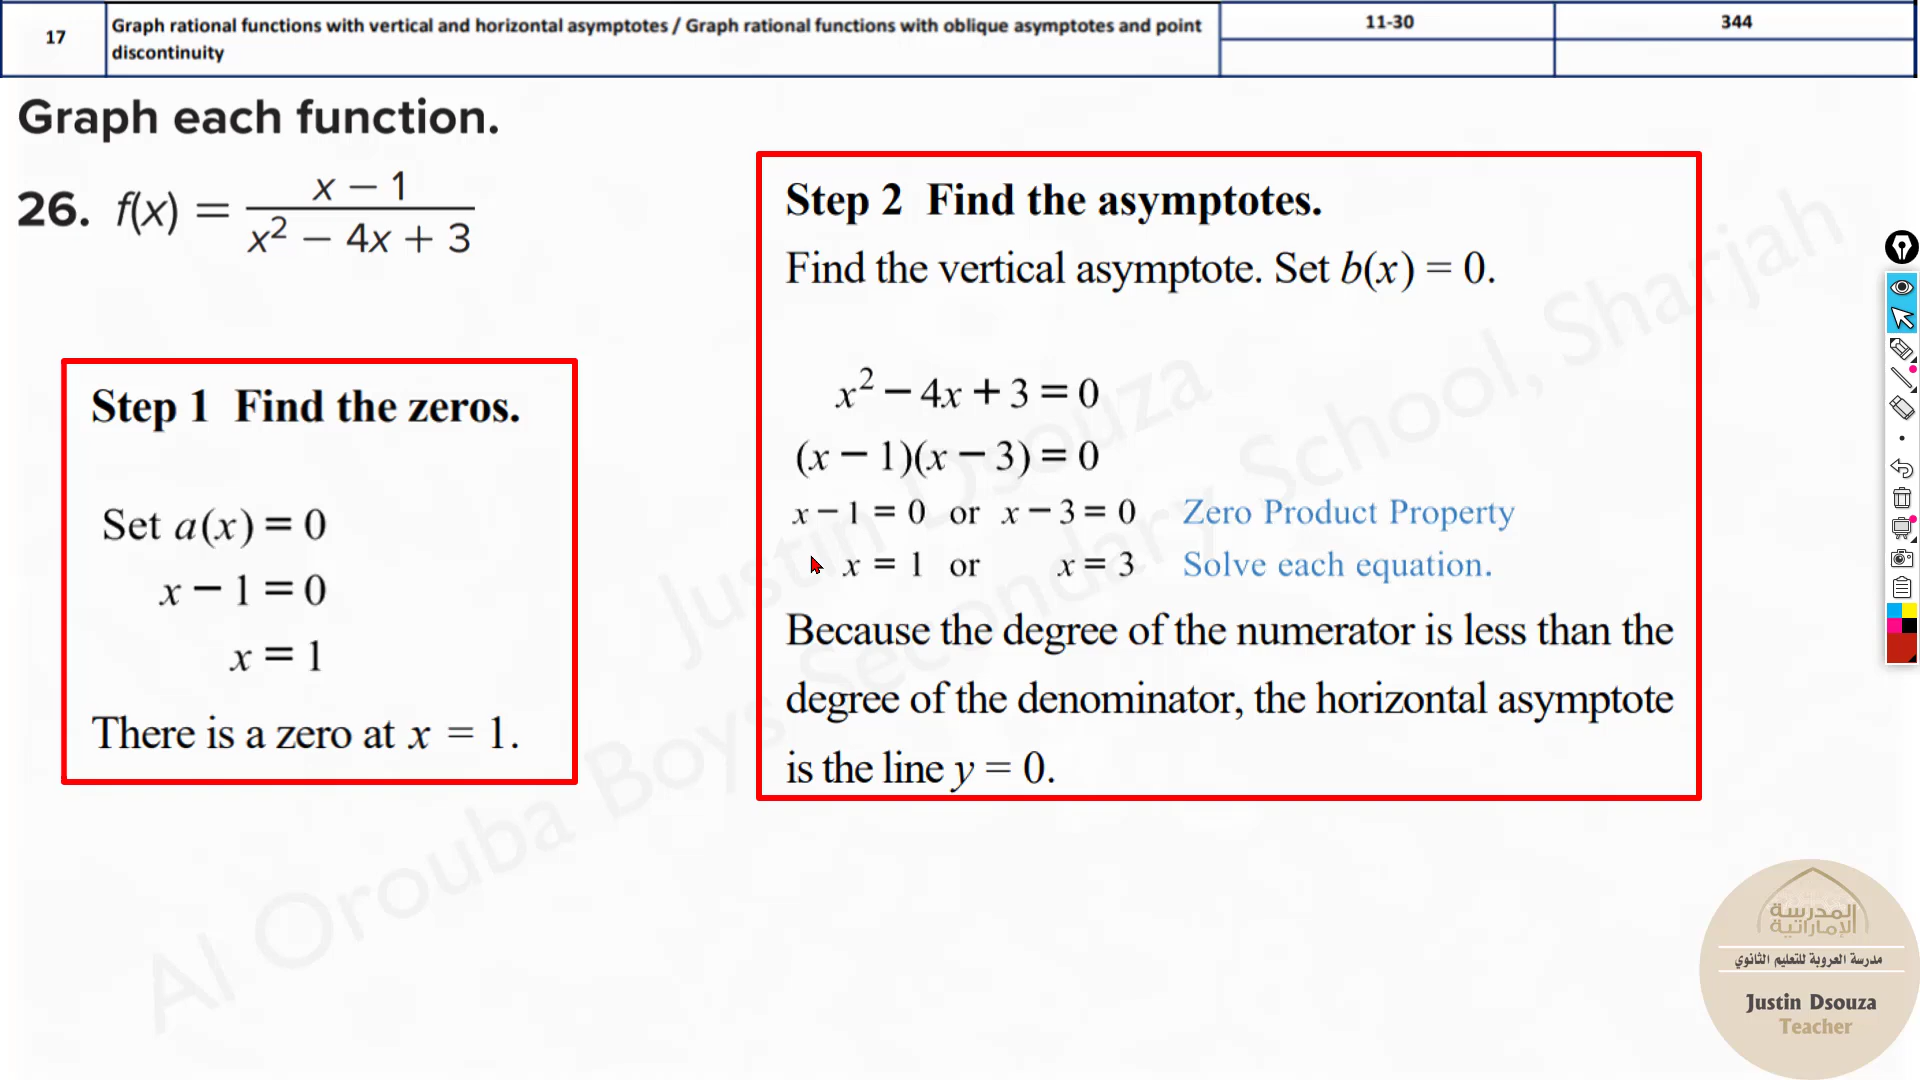 17
Graph rational functions with vertical and horizontal asymptotes / Graph rational functions with oblique asymptotes and point
discontinuity
11-30
344
Graph each function.
26. f(x) = (x − 1)/(x² − 4x + 3)
Step 1 Find the zeros.
Set a(x) = 0
x − 1 = 0
x = 1
There is a zero at x = 1.
Step 2 Find the asymptotes.
Find the vertical asymptote. Set b(x) = 0.
x² − 4x + 3 = 0
(x − 1)(x − 3) = 0
x − 1 = 0 or x − 3 = 0 Zero Product Property
x = 1 or x = 3 Solve each equation.
Because the degree of the numerator is less than the
degree of the denominator, the horizontal asymptote
is the line y = 0.
Justin Dsouza
Al Orouba Boys Secondary School, Sharjah
المدرسة
الإماراتية
مدرسة العروبة للتعليم الثانوي
Justin Dsouza
Teacher